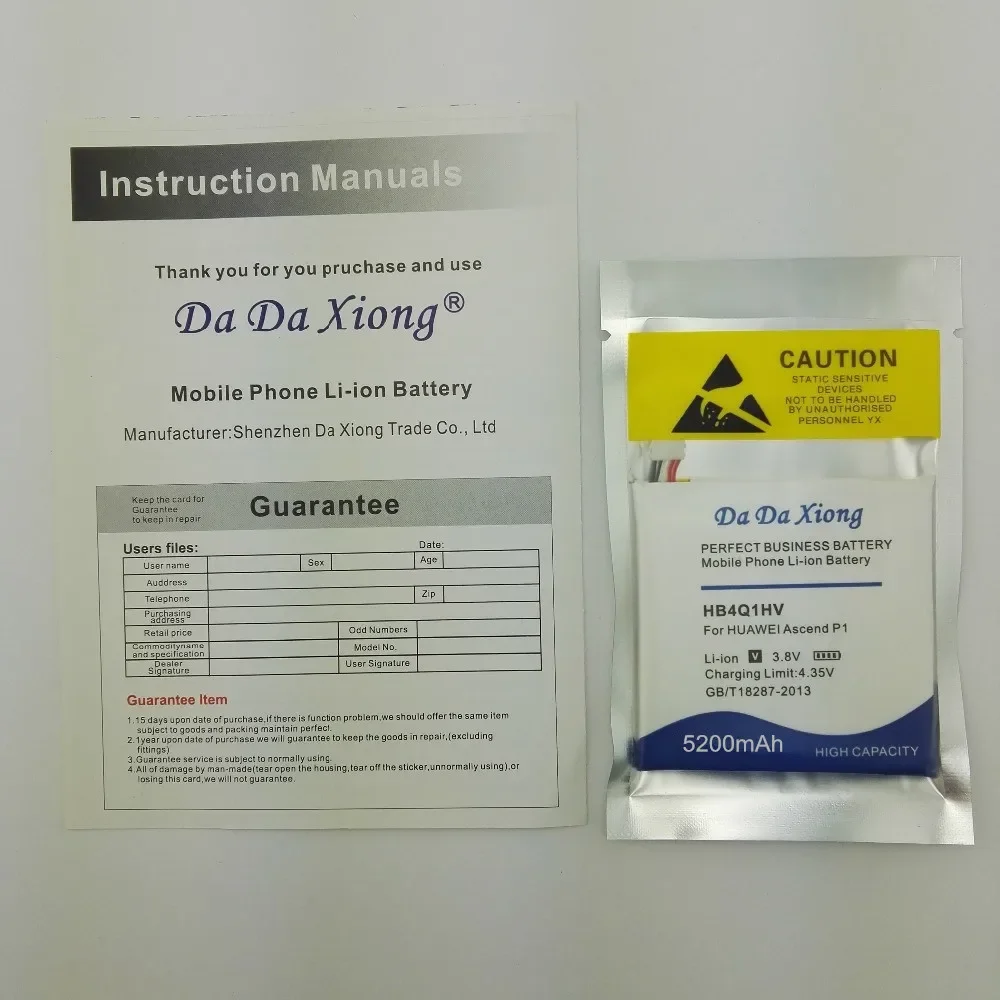 Instruction Manuals
Thank you for you pruchase and use
Da Da Xiong®
Mobile Phone Li-ion Battery
Manufacturer:Shenzhen Da Xiong Trade Co., Ltd
Keep the card for
Guarantee
to keep in repair
Guarantee
Users files:
Date:
User name
Sex
Age
Auddress
Telephone
Zip
Purchasing
address
Retail price
Odd Numbers
Commodityname
and specification
Model No.
Dealer
Signature
User Signature
Guarantee Item
1.15 days upon date of purchase,if there is function problem,we should offer the same item
subject to goods and packing maintain perfect.
2.1year upon date of purchase we will guarantee to keep the goods in repair,(excluding
fittings)
3.Guarantee service is subject to normally using.
4.All of damage by man-made(tear open the housing,tear off the sticker,unnormally using),or
losing this card,we will not guarantee.
CAUTION
STATIC SENSITIVE
DEVICES
NOT TO BE HANDLED
BY UNAUTHORISED
PERSONNEL YX
Da Da Xiong
PERFECT BUSINESS BATTERY
Mobile Phone Li-ion Battery
HB4Q1HV
For HUAWEI Ascend P1
Li-ion V 3.8V
Charging Limit:4.35V
GB/T18287-2013
5200mAh
HIGH CAPACITY